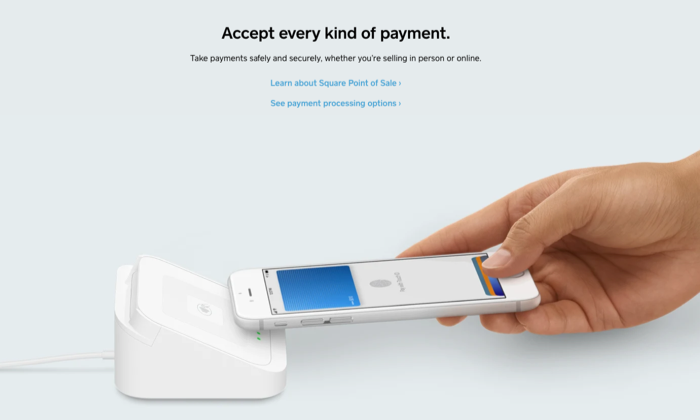 Accept every kind of payment.
Take payments safely and securely, whether you're selling in person or online.
Learn about Square Point of Sale ›
See payment processing options ›